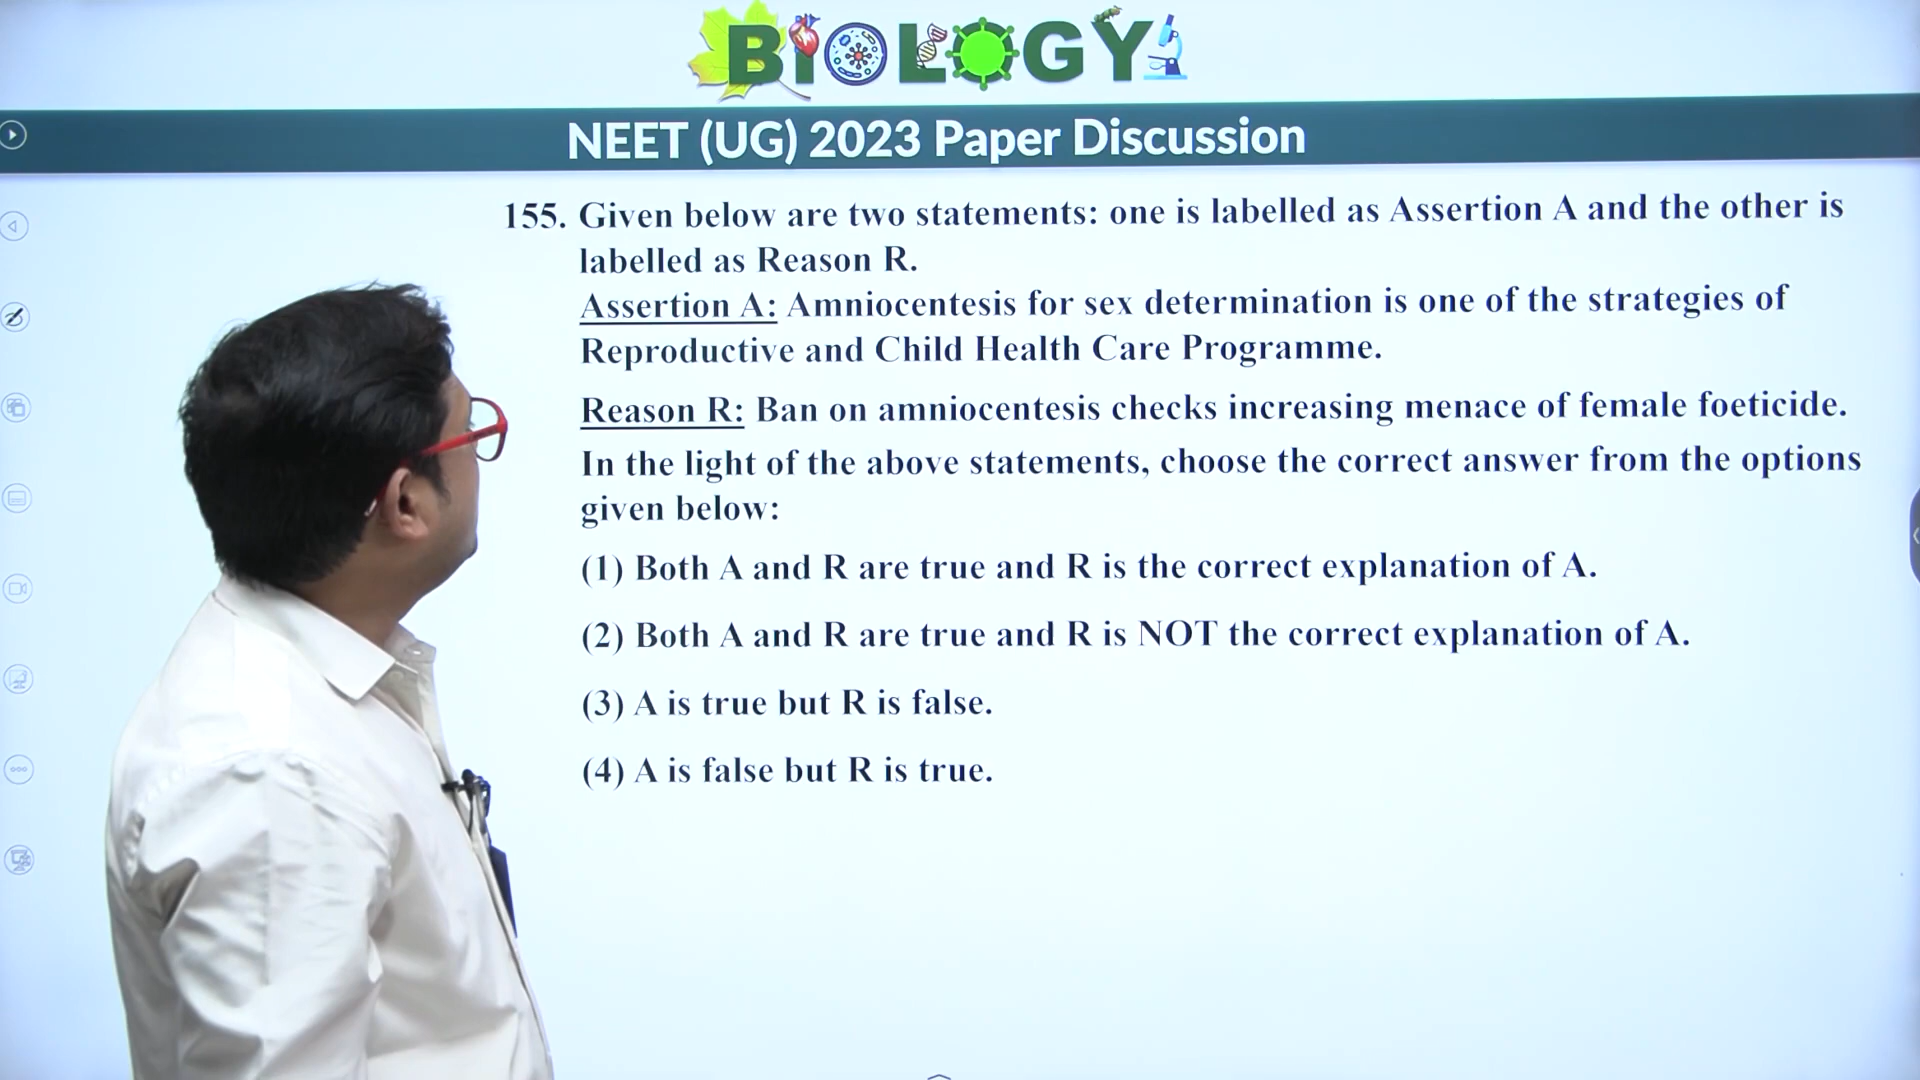 BIOLOGY
NEET (UG) 2023 Paper Discussion
155. Given below are two statements: one is labelled as Assertion A and the other is
labelled as Reason R.
Assertion A: Amniocentesis for sex determination is one of the strategies of
Reproductive and Child Health Care Programme.
Reason R: Ban on amniocentesis checks increasing menace of female foeticide.
In the light of the above statements, choose the correct answer from the options
given below:
(1) Both A and R are true and R is the correct explanation of A.
(2) Both A and R are true and R is NOT the correct explanation of A.
(3) A is true but R is false.
(4) A is false but R is true.